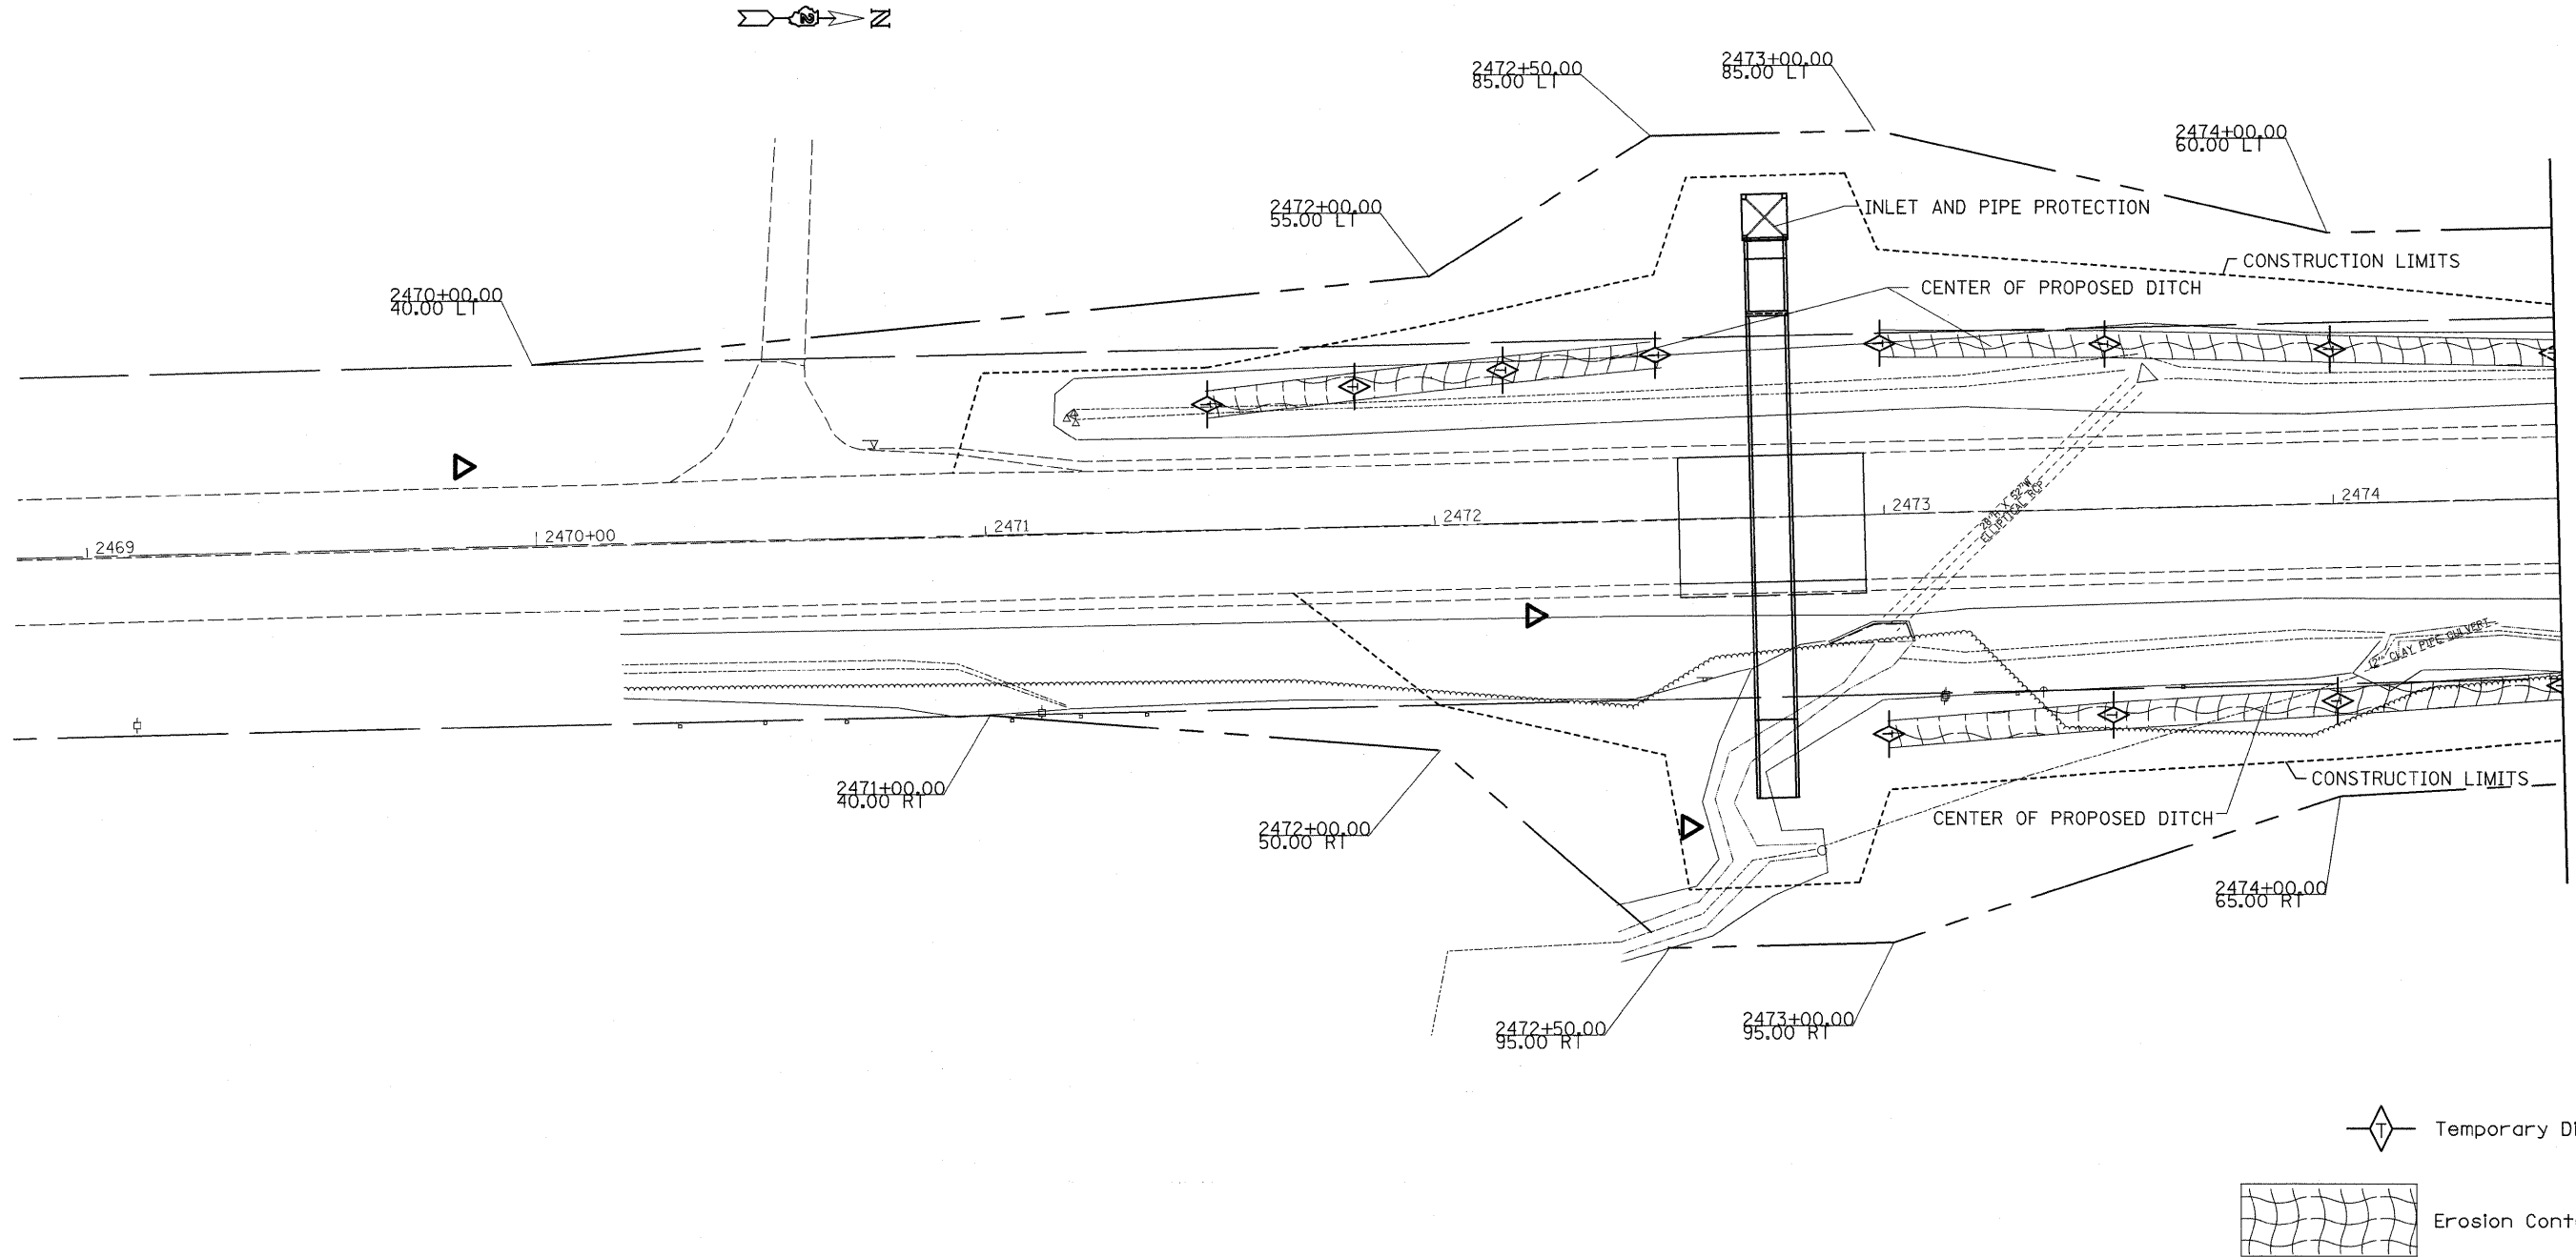 N
2472+50.00
85.00 LT
2473+00.00
85.00 LT
2474+00.00
60.00 LT
2472+00.00
55.00 LT
INLET AND PIPE PROTECTION
CONSTRUCTION LIMITS
CENTER OF PROPOSED DITCH
2470+00.00
40.00 LT
2469
2470+00
2471
2472
2473
2474
28"H X 52"W
ELLIPTICAL RCP
12" CLAY PIPE CULVERT
CONSTRUCTION LIMITS
CENTER OF PROPOSED DITCH
2471+00.00
40.00 RT
2472+00.00
50.00 RT
2474+00.00
65.00 RT
2472+50.00
95.00 RT
2473+00.00
95.00 RT
T Temporary Di
Erosion Cont